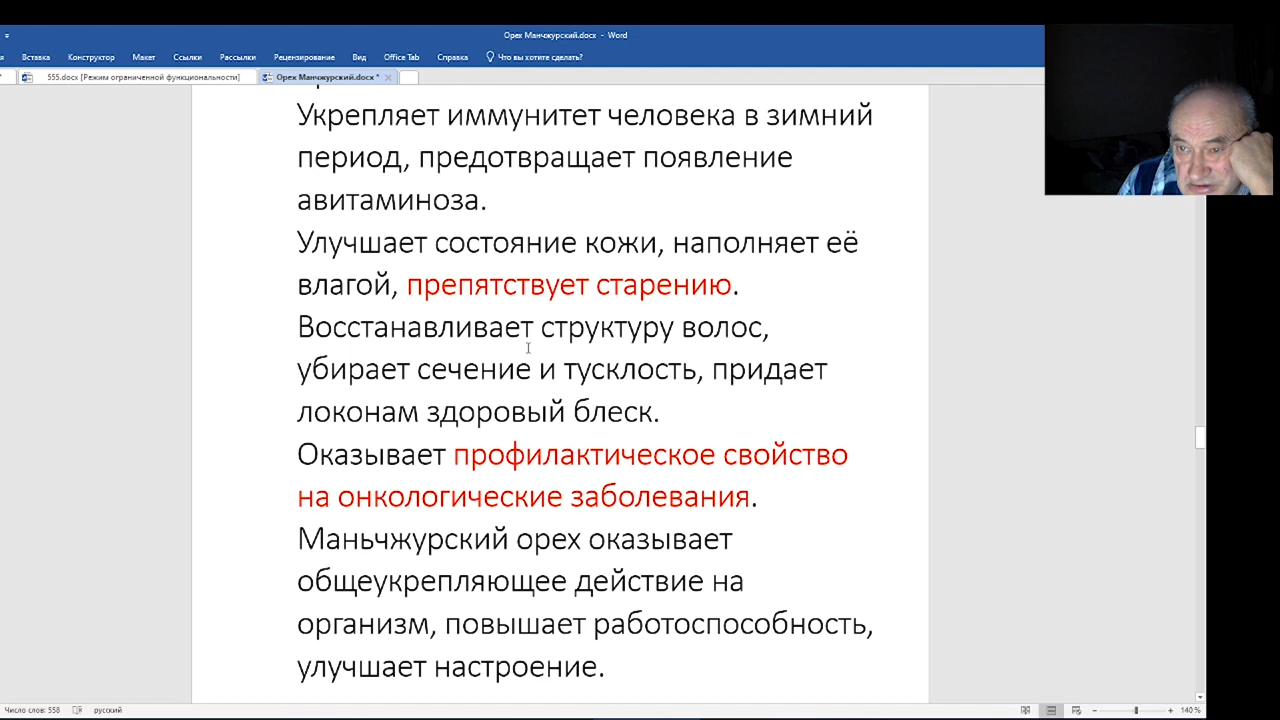 Орех Манчжурский.docx - Word
Вставка Конструктор Макет Ссылки Рассылки Рецензирование Вид Office Tab Справка Что вы хотите сделать?
555.docx [Режим ограниченной функциональности] Орех Манчжурский.docx *
Укрепляет иммунитет человека в зимний
период, предотвращает появление
авитаминоза.
Улучшает состояние кожи, наполняет её
влагой, препятствует старению.
Восстанавливает структуру волос,
убирает сечение и тусклость, придает
локонам здоровый блеск.
Оказывает профилактическое свойство
на онкологические заболевания.
Маньчжурский орех оказывает
общеукрепляющее действие на
организм, повышает работоспособность,
улучшает настроение.
Число слов: 558 русский 140%